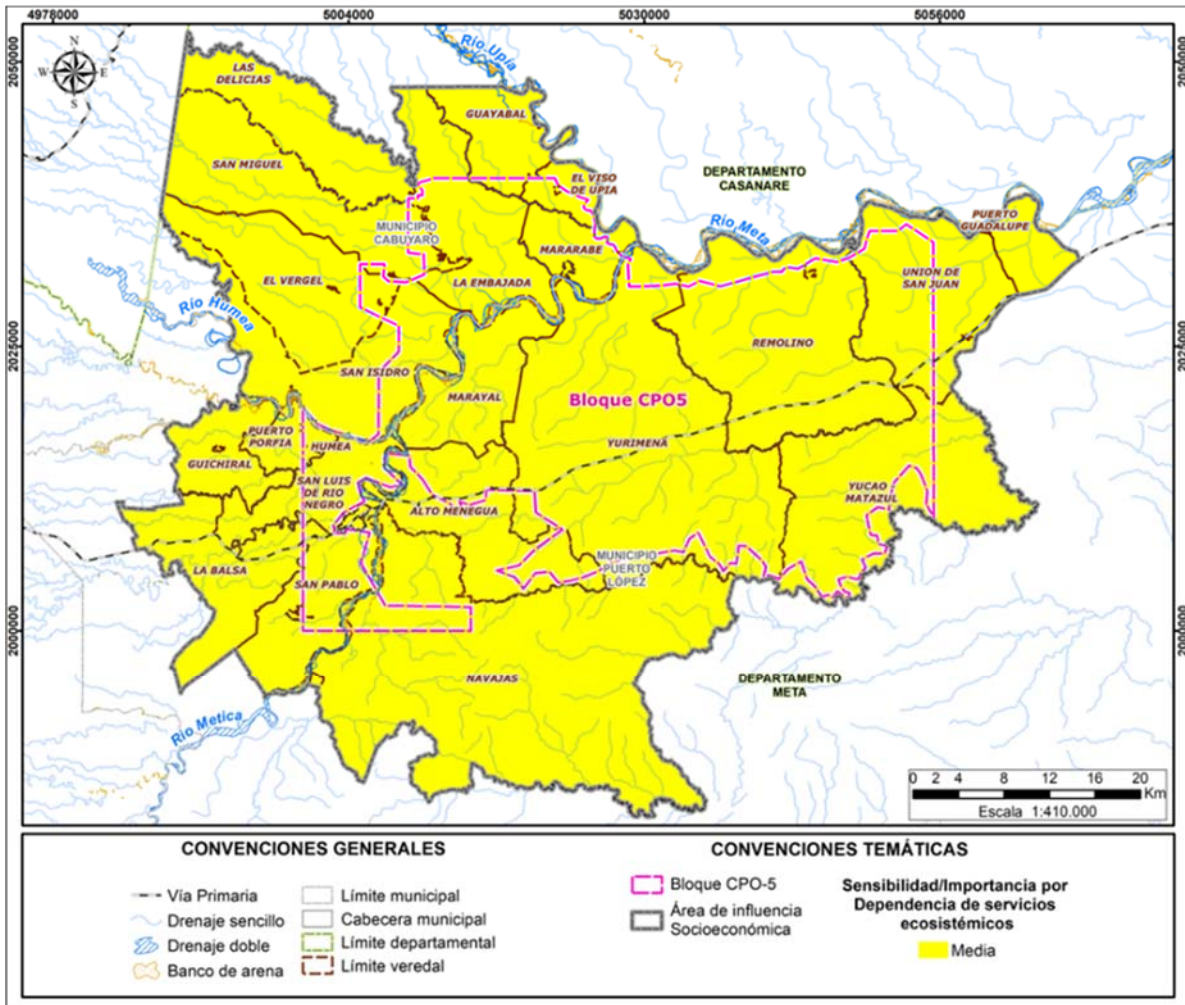 4978000
5004000
5030000
5056000
2050000
2050000
N
W
E
S
Río Upía
LAS
DELICIAS
GUAYABAL
SAN MIGUEL
EL VISO
DE UPIA
DEPARTAMENTO
CASANARE
PUERTO
GUADALUPE
MUNICIPIO
CABUYARO
Río Meta
MARARABE
EL VERGEL
LA EMBAJADA
UNION DE
SAN JUAN
Río Humea
2025000
2025000
REMOLINO
SAN ISIDRO
MARAYAL
Bloque CPO5
PUERTO
PORFIA
HUMEA
YURIMENA
GUICHIRAL
SAN LUIS
DE RIO
NEGRO
YUCAO
MATAZUL
ALTO MENEGUA
LA BALSA
SAN PABLO
MUNICIPIO
PUERTO
LÓPEZ
2000000
2000000
NAVAJAS
DEPARTAMENTO
META
Río Metica
0 2 4 8 12 16 20
Km
Escala 1:410.000
CONVENCIONES GENERALES
Vía Primaria
Drenaje sencillo
Drenaje doble
Banco de arena
Límite municipal
Cabecera municipal
Límite departamental
Límite veredal
CONVENCIONES TEMÁTICAS
Bloque CPO-5
Área de influencia
Socioeconómica
Sensibilidad/Importancia por
Dependencia de servicios
ecosistémicos
Media